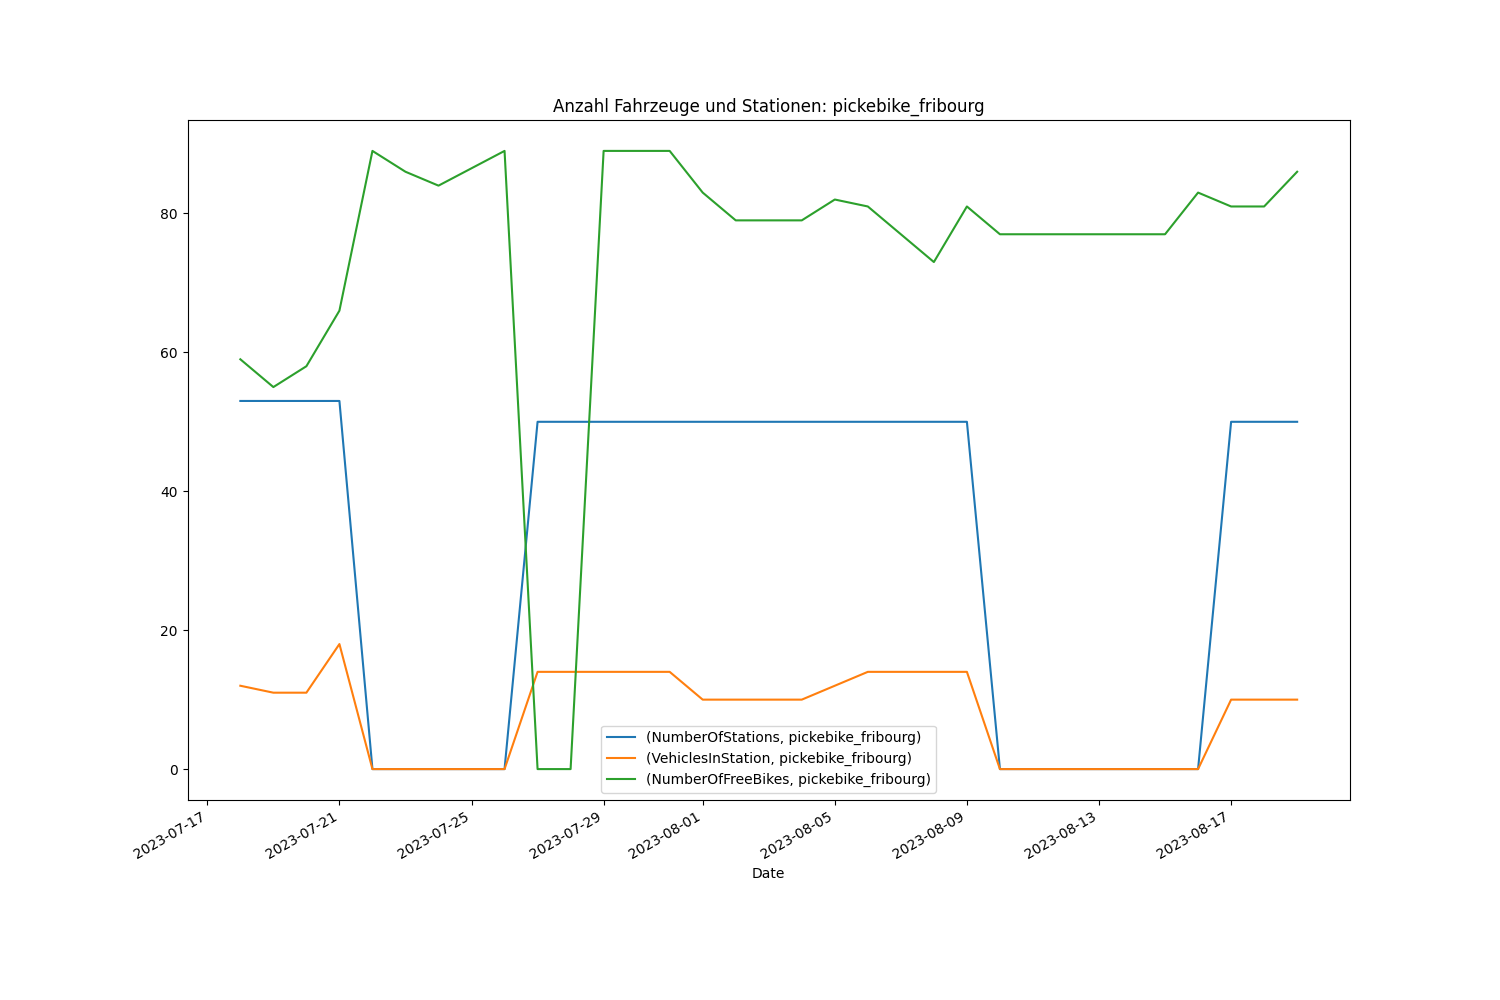 Anzahl Fahrzeuge und Stationen: pickebike_fribourg
80
60
40
20
0
(NumberOfStations, pickebike_fribourg)
(VehiclesInStation, pickebike_fribourg)
(NumberOfFreeBikes, pickebike_fribourg)
2023-07-17
2023-07-21
2023-07-25
2023-07-29
2023-08-01
2023-08-05
2023-08-09
2023-08-13
2023-08-17
Date